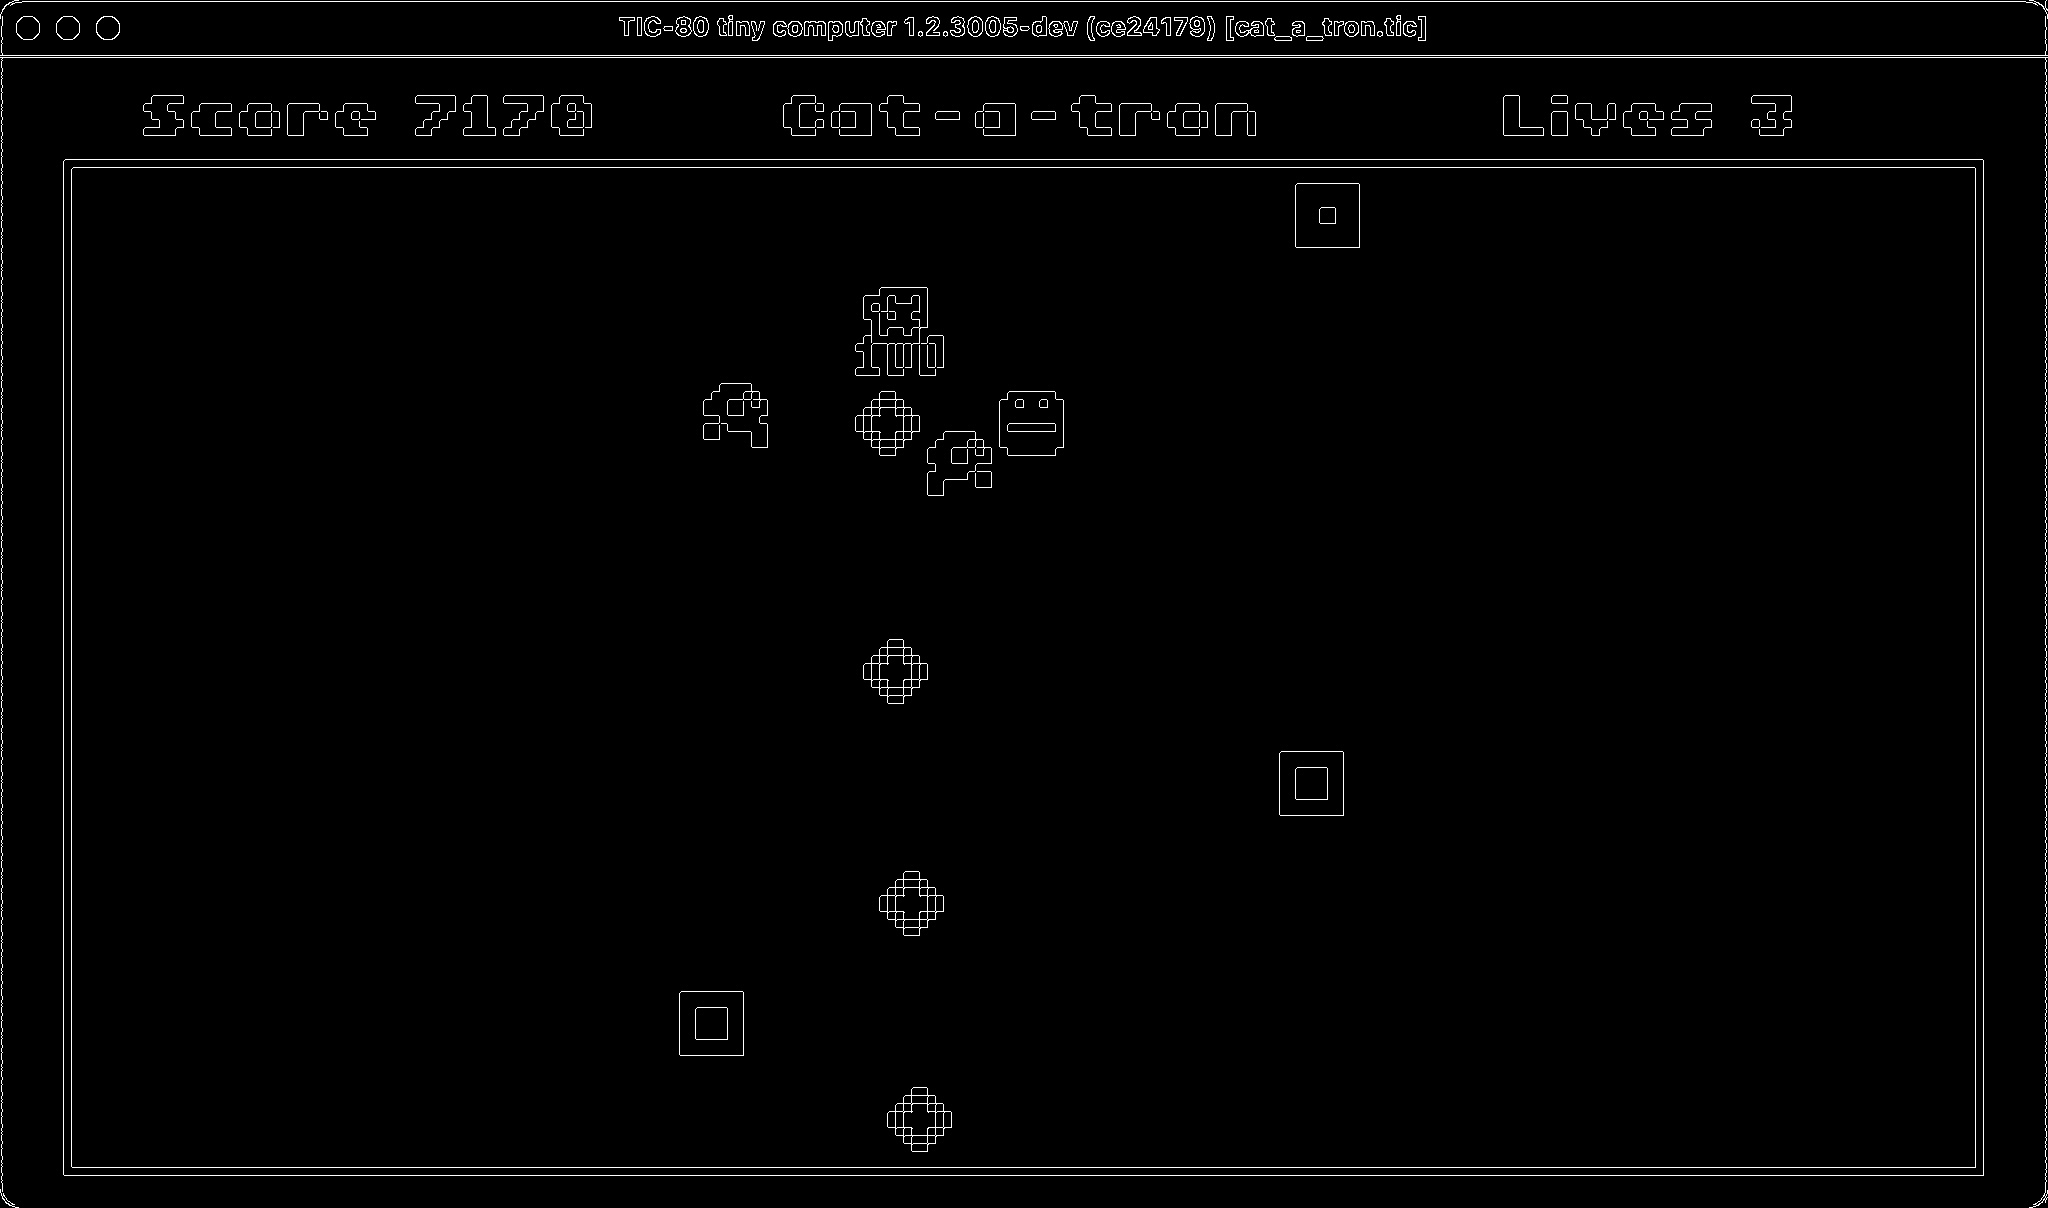 TIC-80 tiny computer 1.2.3005-dev (ce24179) [cat_a_tron.tic]
Score 7170 Cat-a-tron Lives 3
100